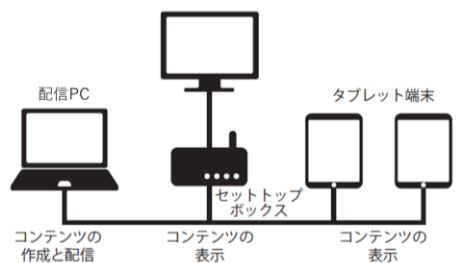 配信PC
タブレット端末
セットトップ
ボックス
コンテンツの
作成と配信
コンテンツの
表示
コンテンツの
表示